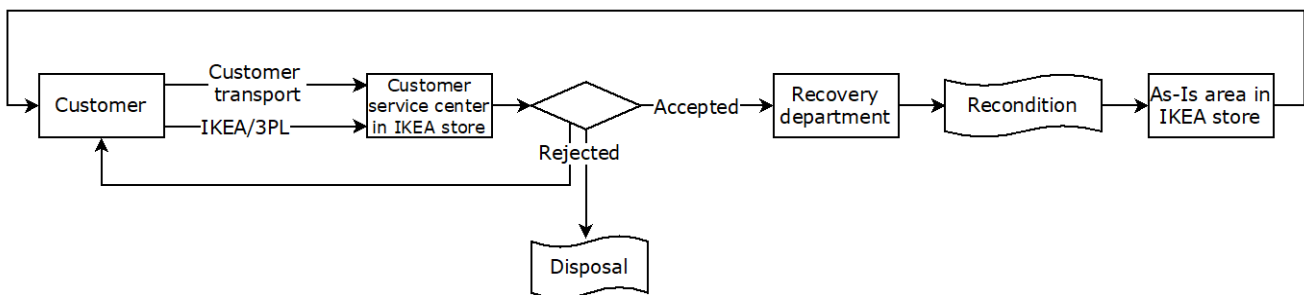 Customer
Customer
transport
IKEA/3PL
Customer
service center
in IKEA store
Accepted
Rejected
Disposal
Recovery
department
Recondition
As-Is area in
IKEA store